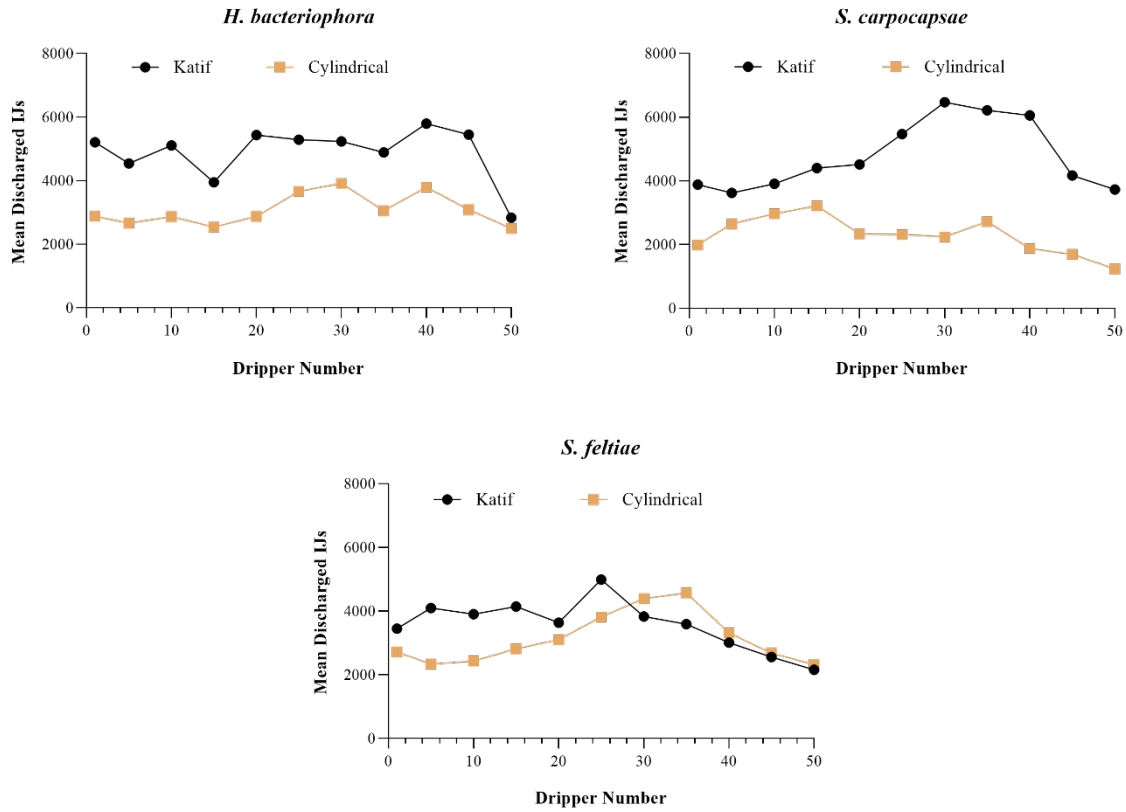 H. bacteriophora
8000
6000
4000
2000
0
Mean Discharged IJs
Katif
Cylindrical
0 10 20 30 40 50
Dripper Number
S. carpocapsae
8000
6000
4000
2000
0
Mean Discharged IJs
Katif
Cylindrical
0 10 20 30 40 50
Dripper Number
S. feltiae
8000
6000
4000
2000
0
Mean Discharged IJs
Katif
Cylindrical
0 10 20 30 40 50
Dripper Number